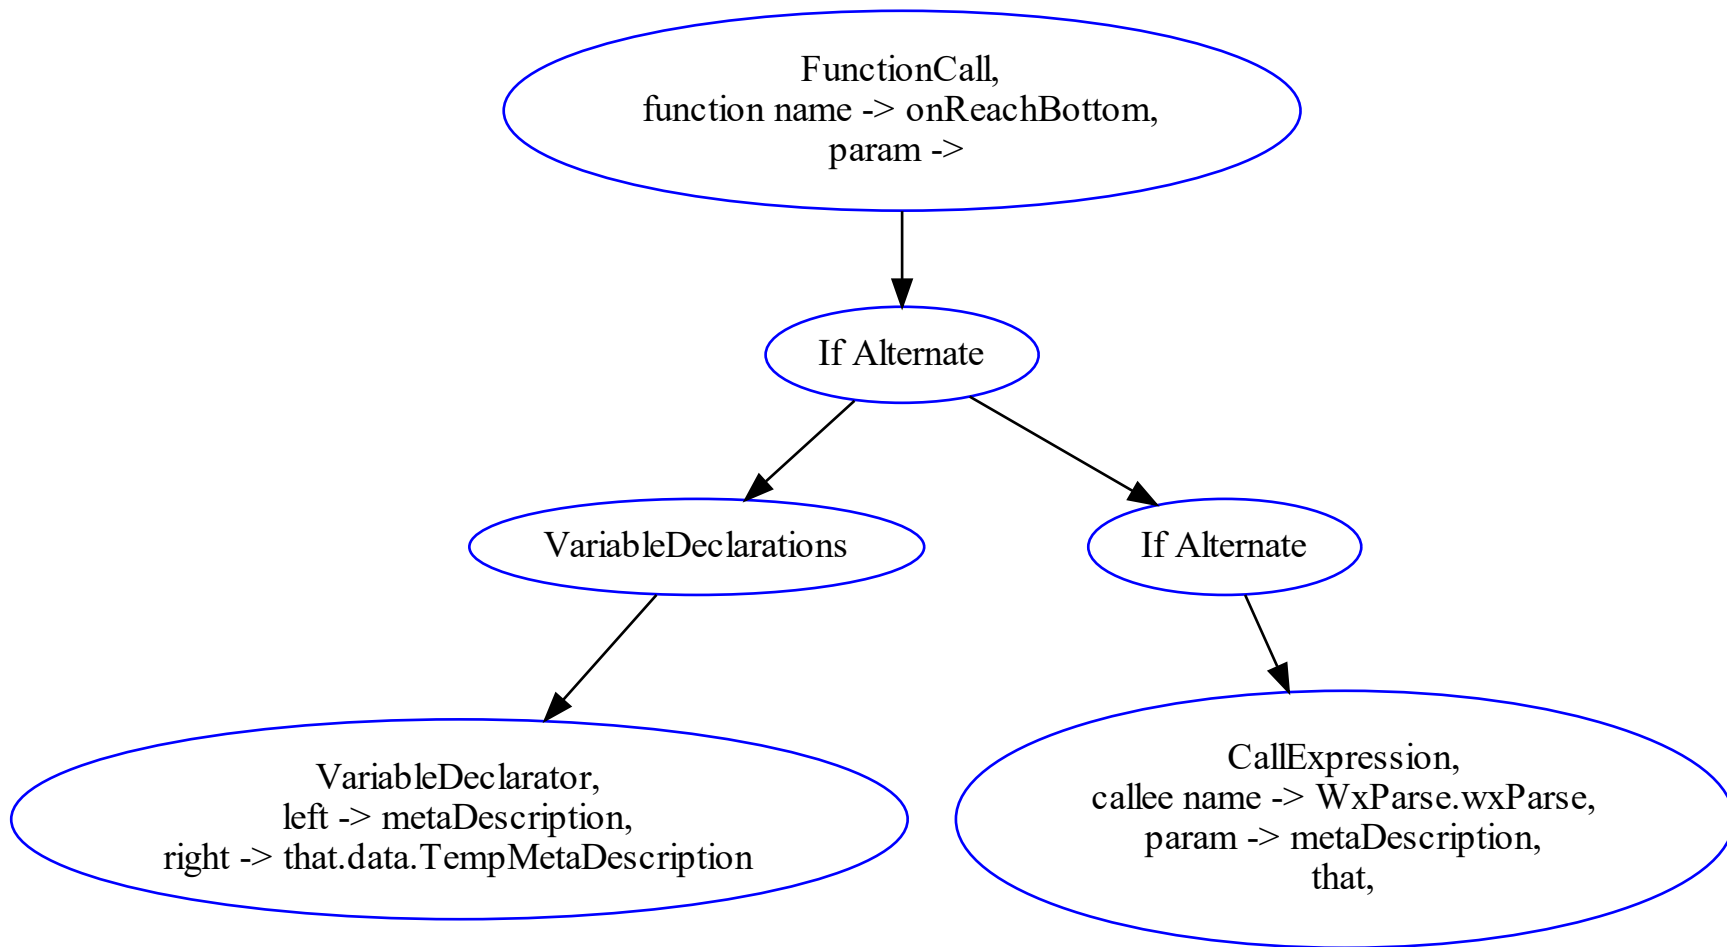 FunctionCall,
function name -> onReachBottom,
param ->
If Alternate
VariableDeclarations
If Alternate
VariableDeclarator,
left -> metaDescription,
right -> that.data.TempMetaDescription
CallExpression,
callee name -> WxParse.wxParse,
param -> metaDescription,
that,